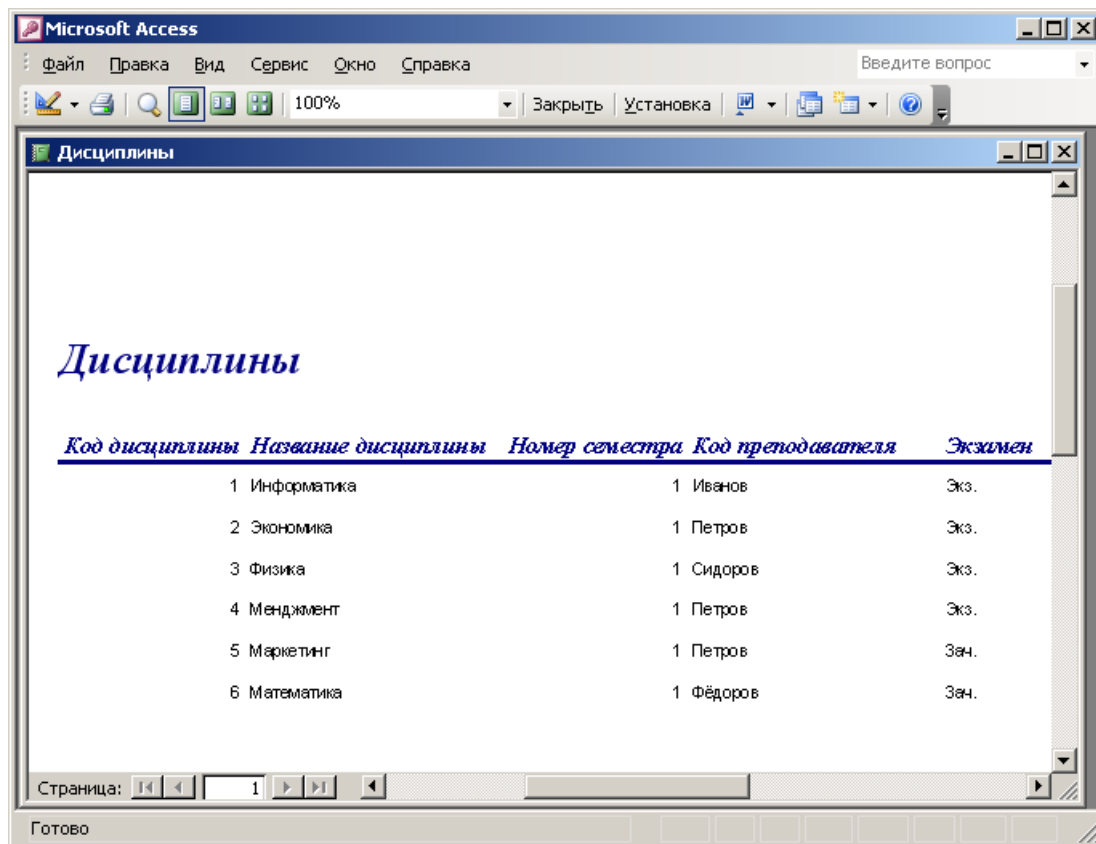 Microsoft Access
Файл Правка Вид Сервис Окно Справка Введите вопрос
100% Закрыть Установка
Дисциплины
Дисциплины
Код дисциплины Название дисциплины Номер семестра Код преподавателя Экзамен
1 Информатика 1 Иванов Экз.
2 Экономика 1 Петров Экз.
3 Физика 1 Сидоров Экз.
4 Менджмент 1 Петров Экз.
5 Маркетинг 1 Петров Зач.
6 Математика 1 Фёдоров Зач.
Страница: 1
Готово